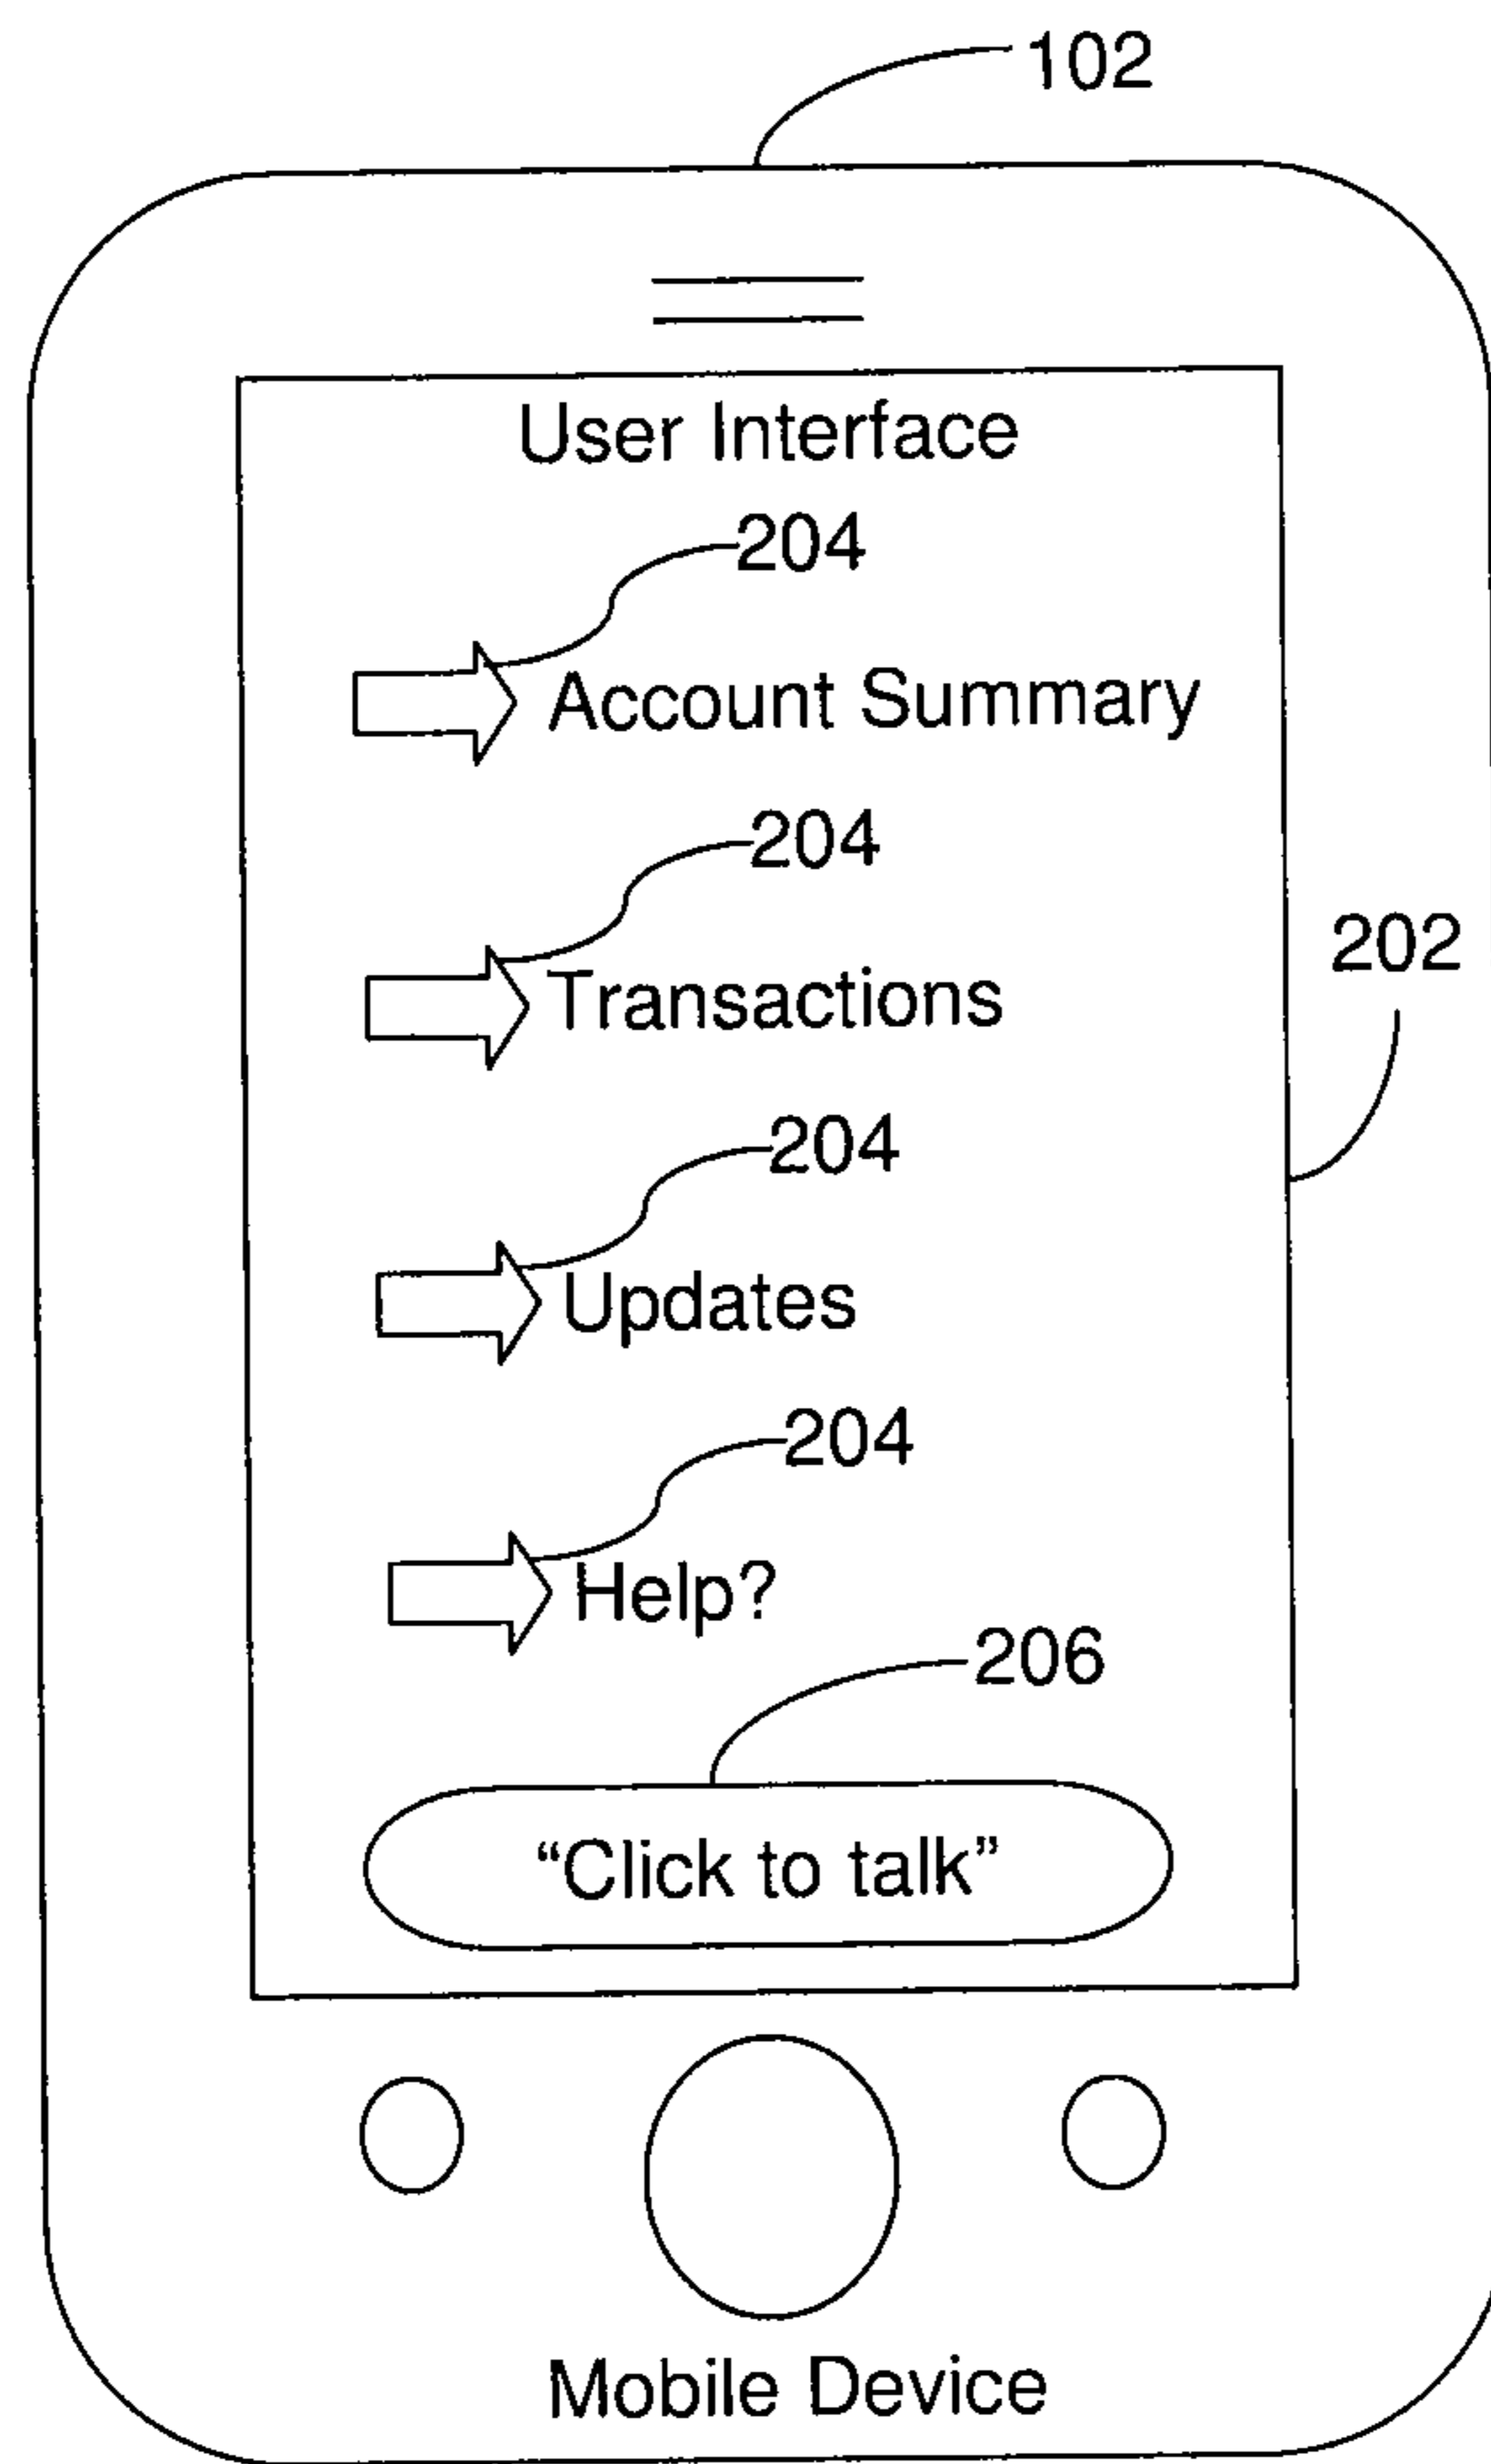 102
User Interface
204
Account Summary
204
Transactions
202
204
Updates
204
Help?
206
“Click to talk”
Mobile Device